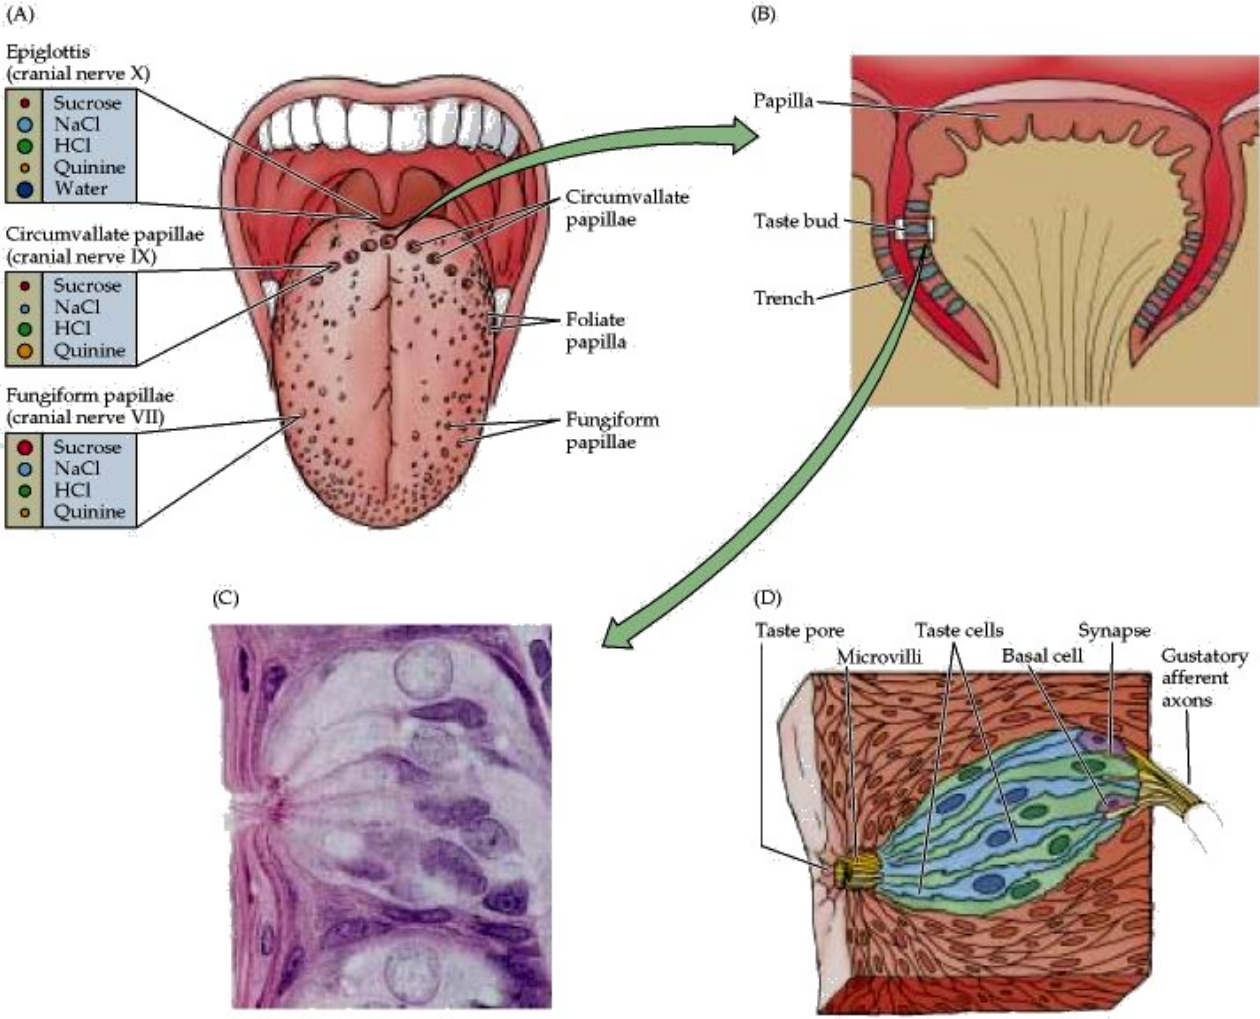 (A)
Epiglottis
(cranial nerve X)
Sucrose
NaCl
HCl
Quinine
Water
Circumvallate papillae
(cranial nerve IX)
Sucrose
NaCl
HCl
Quinine
Fungiform papillae
(cranial nerve VII)
Sucrose
NaCl
HCl
Quinine
Circumvallate
papillae
Foliate
papilla
Fungiform
papillae
(B)
Papilla
Taste bud
Trench
(C)
(D)
Taste pore
Microvilli
Taste cells
Basal cell
Synapse
Gustatory
afferent
axons